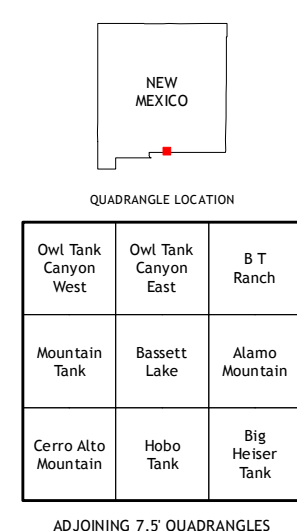 NEW
MEXICO
QUADRANGLE LOCATION
Owl Tank
Canyon
West
Owl Tank
Canyon
East
B T
Ranch
Mountain
Tank
Bassett
Lake
Alamo
Mountain
Cerro Alto
Mountain
Hobo
Tank
Big
Heiser
Tank
ADJOINING 7.5' QUADRANGLES